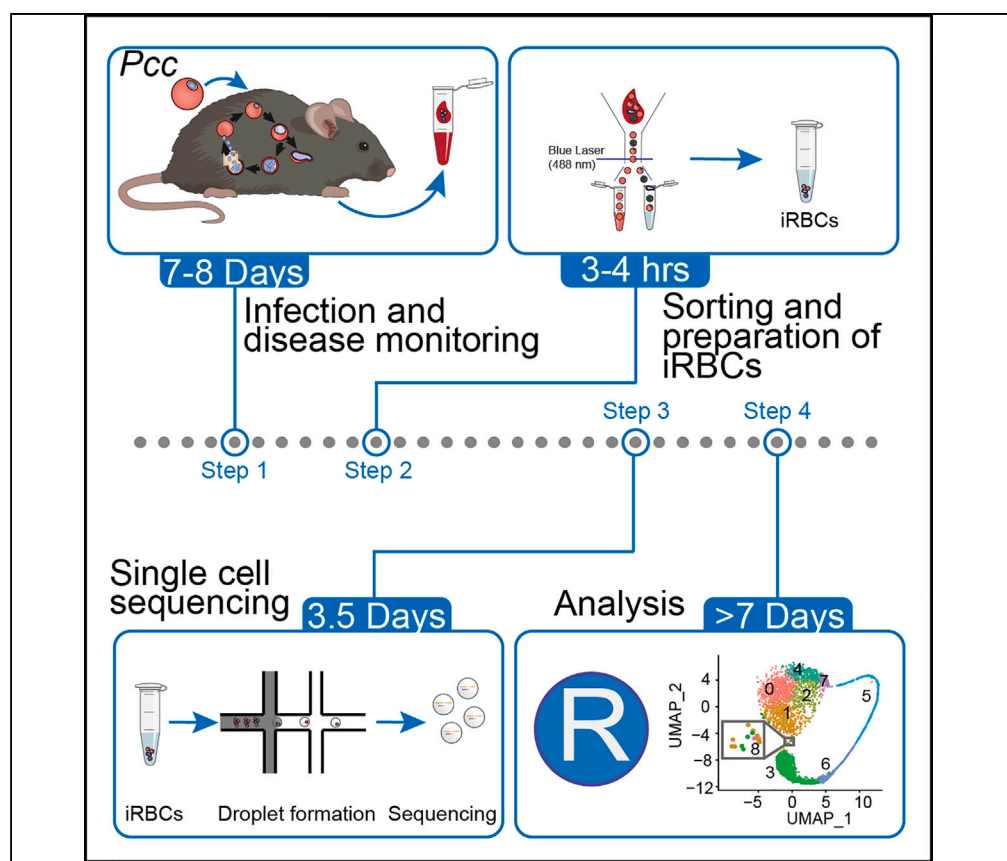 Pcc
Blue Laser
(488 nm)
iRBCs
7-8 Days
3-4 hrs
Infection and
disease monitoring
Sorting and
preparation of
iRBCs
Step 1
Step 2
Step 3
Step 4
Single cell
sequencing
3.5 Days
Analysis
>7 Days
iRBCs
Droplet formation
Sequencing
R
UMAP_2
4
0
−4
−8
−12
0
1
2
3
4
5
6
7
8
−5
0
5
10
UMAP_1